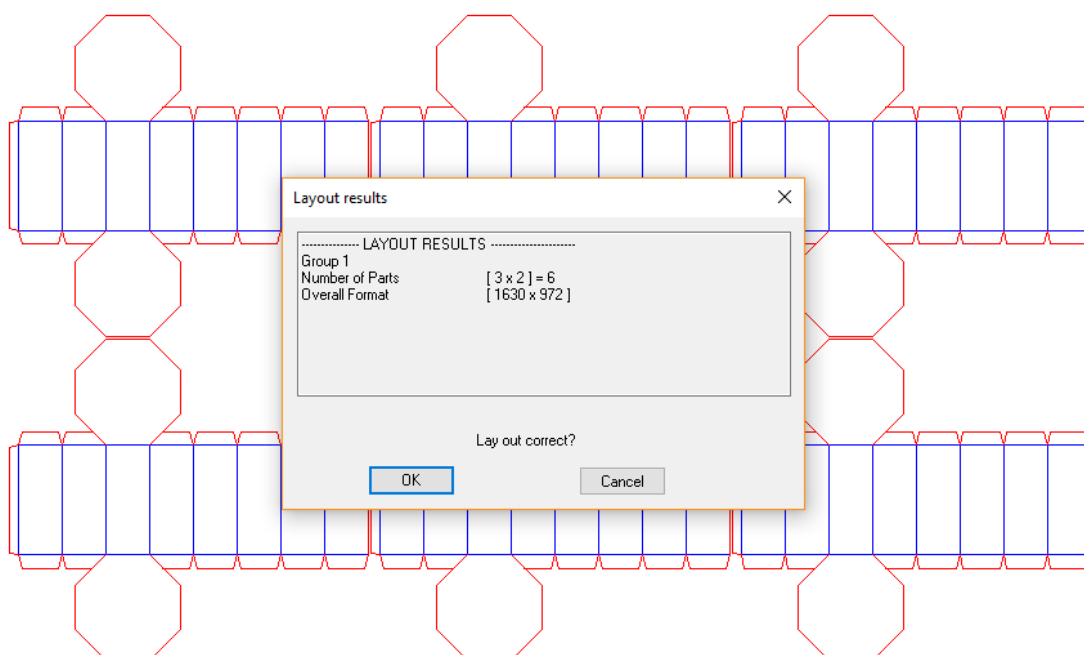 Layout results
-------------- LAYOUT RESULTS ---------------------
Group 1
Number of Parts [ 3 x 2 ] = 6
Overall Format [ 1630 x 972 ]
Lay out correct?
OK Cancel